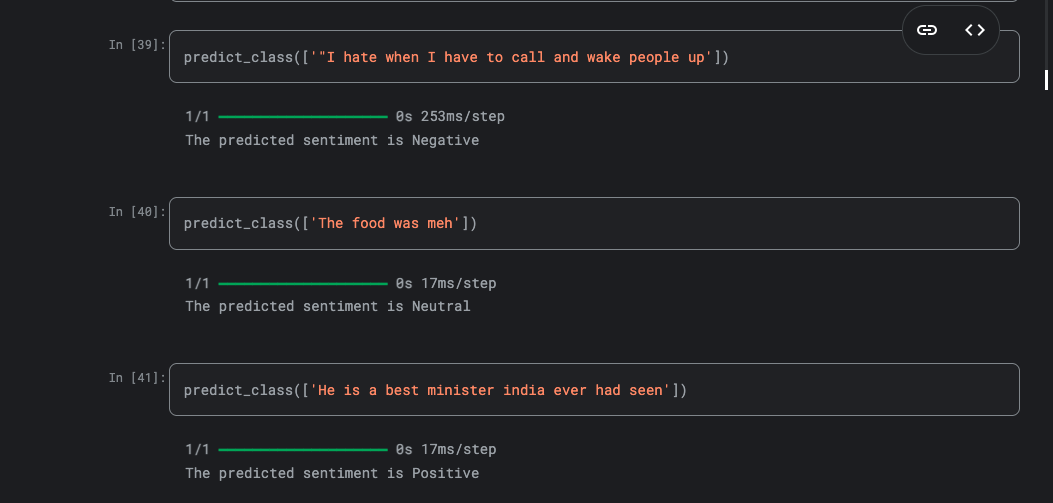 In [39]:
predict_class(['"I hate when I have to call and wake people up'])
1/1 0s 253ms/step
The predicted sentiment is Negative
In [40]:
predict_class(['The food was meh'])
1/1 0s 17ms/step
The predicted sentiment is Neutral
In [41]:
predict_class(['He is a best minister india ever had seen'])
1/1 0s 17ms/step
The predicted sentiment is Positive